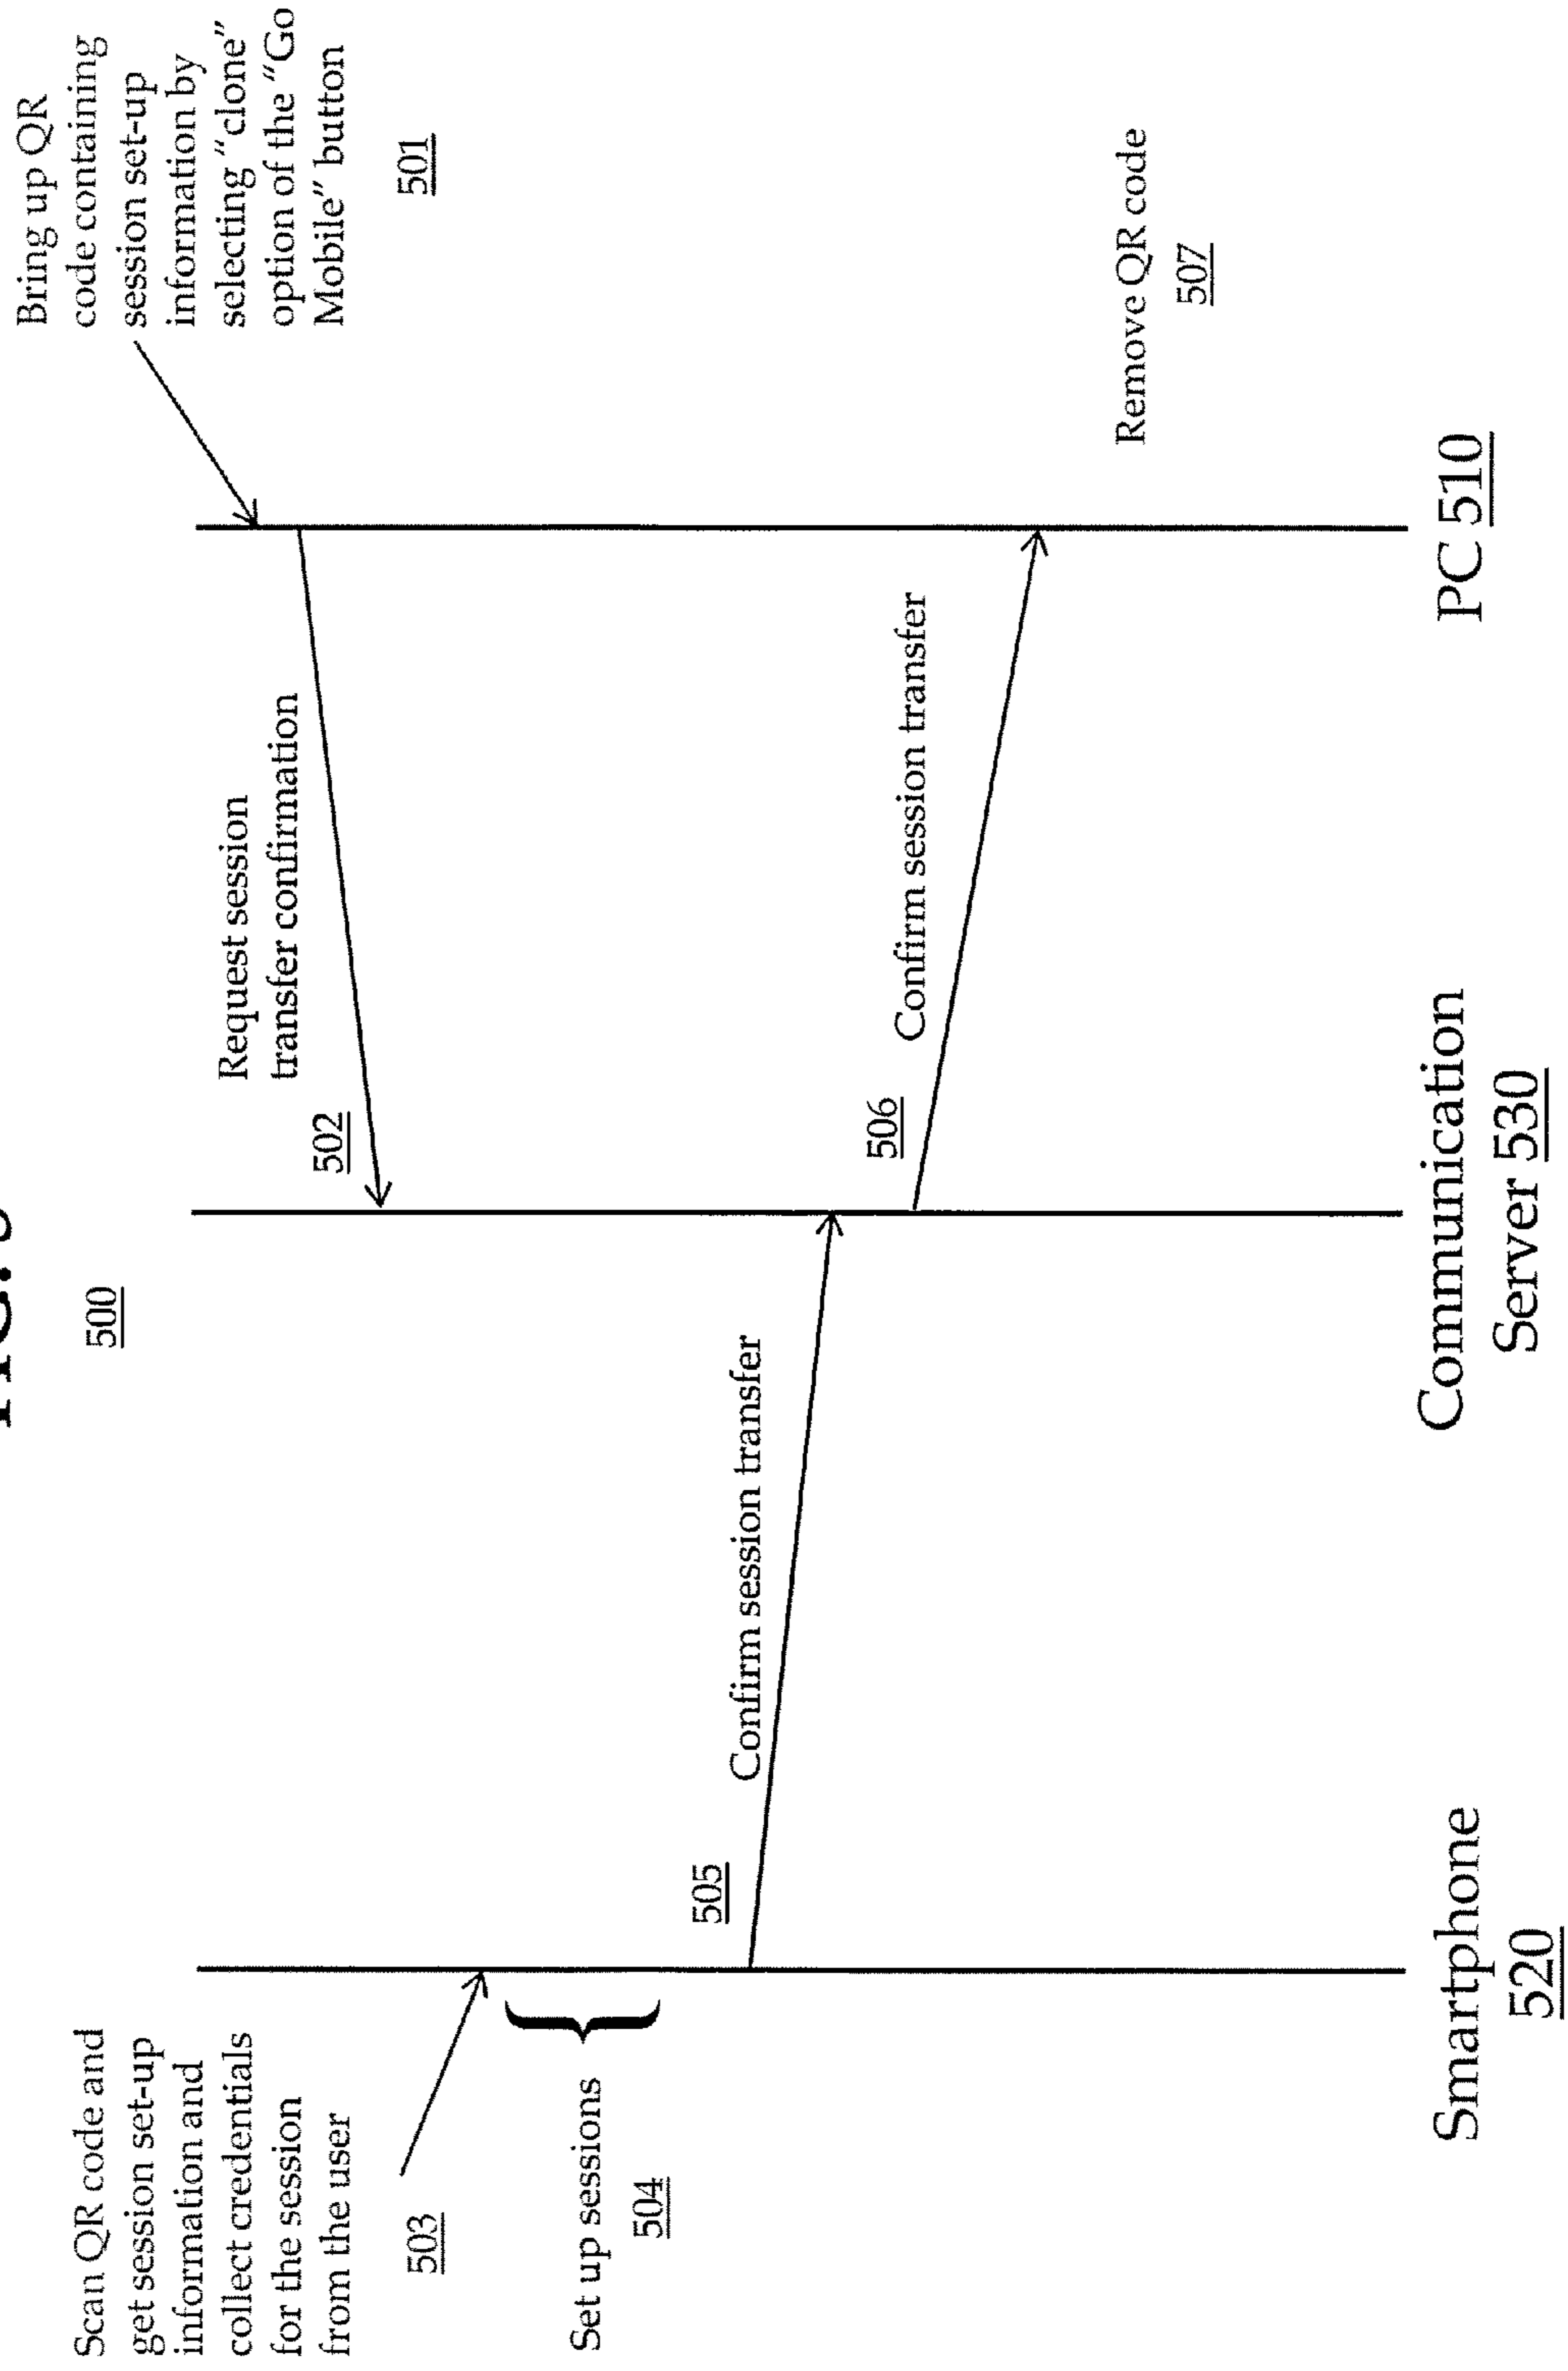 500
Scan QR code and
get session set-up
information and
collect credentials
for the session
from the user
503
Set up sessions
504
505
Confirm session transfer
Request session
transfer confirmation
502
506
Confirm session transfer
Bring up QR
code containing
session set-up
information by
selecting "clone"
option of the "Go
Mobile" button
501
Remove QR code
507
Smartphone
520
Communication
Server 530
PC 510